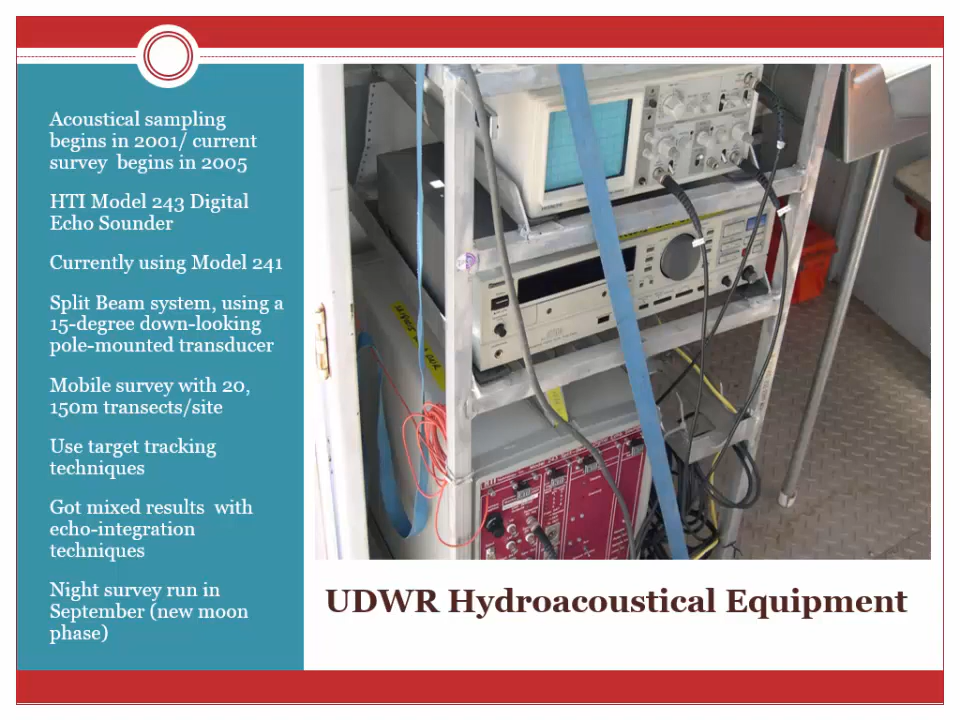 Acoustical sampling
begins in 2001/ current
survey begins in 2005
HTI Model 243 Digital
Echo Sounder
Currently using Model 241
Split Beam system, using a
15-degree down-looking
pole-mounted transducer
Mobile survey with 20,
150m transects/site
Use target tracking
techniques
Got mixed results with
echo-integration
techniques
Night survey run in
September (new moon
phase)
UDWR Hydroacoustical Equipment